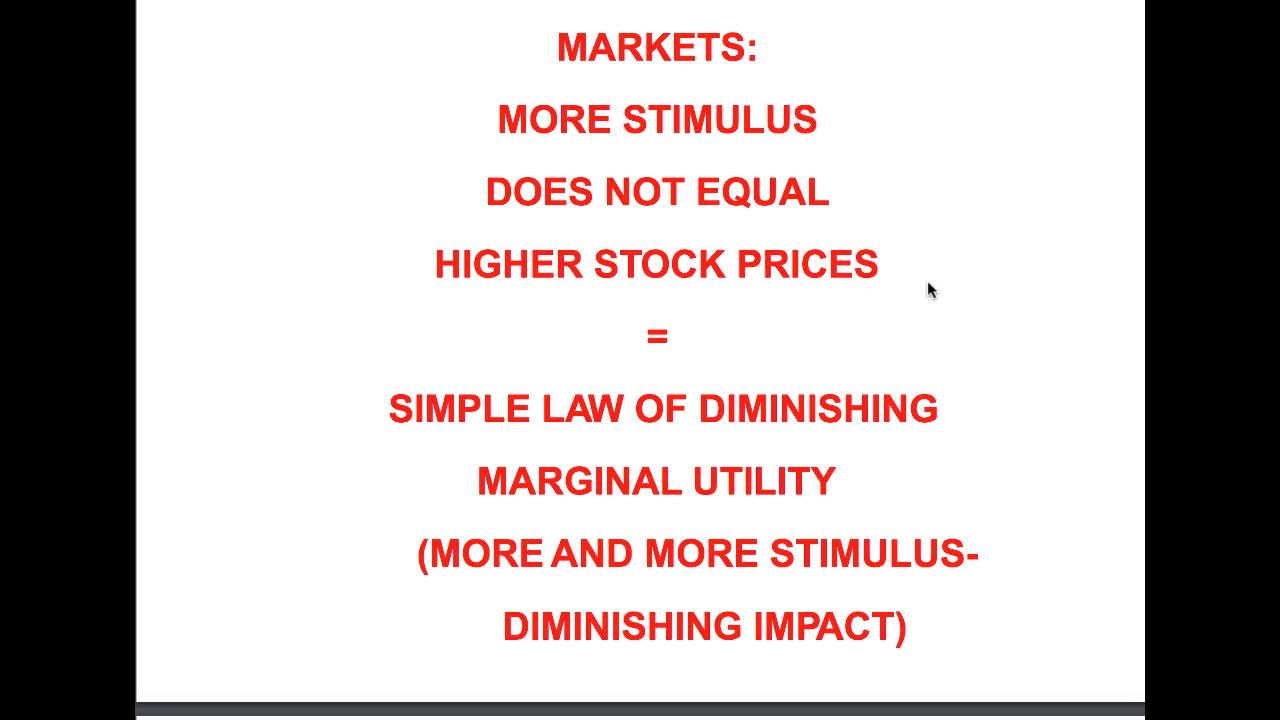 MARKETS:
MORE STIMULUS
DOES NOT EQUAL
HIGHER STOCK PRICES
=
SIMPLE LAW OF DIMINISHING
MARGINAL UTILITY
(MORE AND MORE STIMULUS-
DIMINISHING IMPACT)